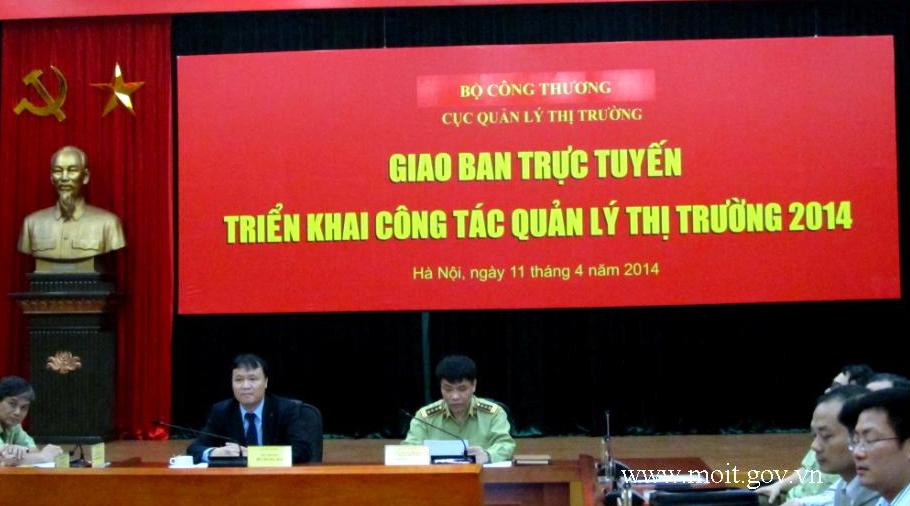 BỘ CÔNG THƯƠNG
CỤC QUẢN LÝ THỊ TRƯỜNG
GIAO BAN TRỰC TUYẾN
TRIỂN KHAI CÔNG TÁC QUẢN LÝ THỊ TRƯỜNG 2014
Hà Nội, ngày 11 tháng 4 năm 2014
www.moit.gov.vn